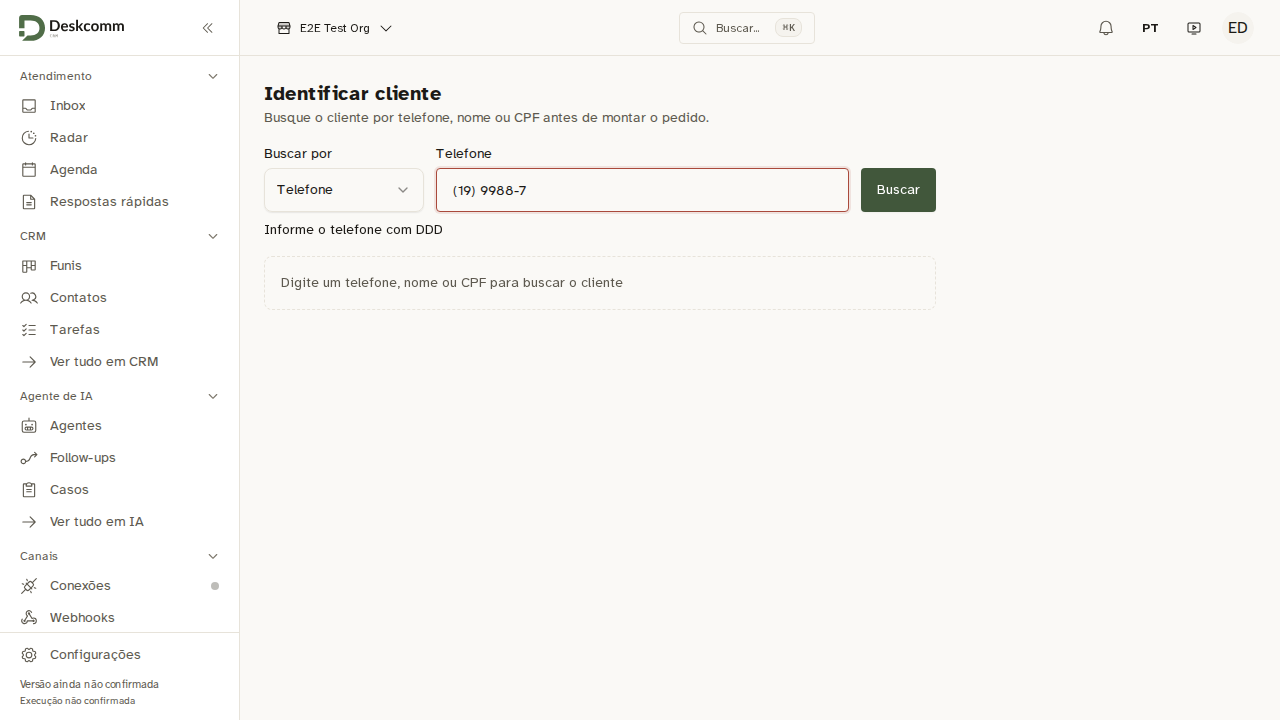 Deskcomm
E2E Test Org
Buscar...
⌘K
PT
ED
Atendimento
Inbox
Radar
Agenda
Respostas rápidas
CRM
Funis
Contatos
Tarefas
Ver tudo em CRM
Agente de IA
Agentes
Follow-ups
Casos
Ver tudo em IA
Canais
Conexões
Webhooks
Configurações
Versão ainda não confirmada
Execução não confirmada
Identificar cliente
Busque o cliente por telefone, nome ou CPF antes de montar o pedido.
Buscar por
Telefone
Telefone
(19) 9988-7
Buscar
Informe o telefone com DDD
Digite um telefone, nome ou CPF para buscar o cliente